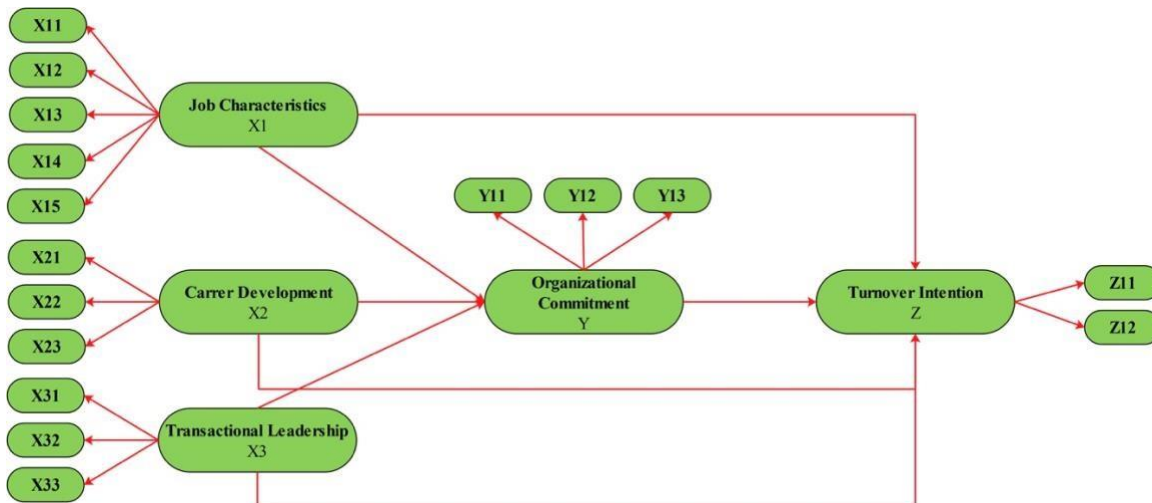 X11
X12
X13
X14
X15
Job Characteristics
X1
Y11
Y12
Y13
X21
X22
X23
Carrer Development
X2
Organizational
Commitment
Y
Turnover Intention
Z
Z11
Z12
X31
X32
X33
Transactional Leadership
X3